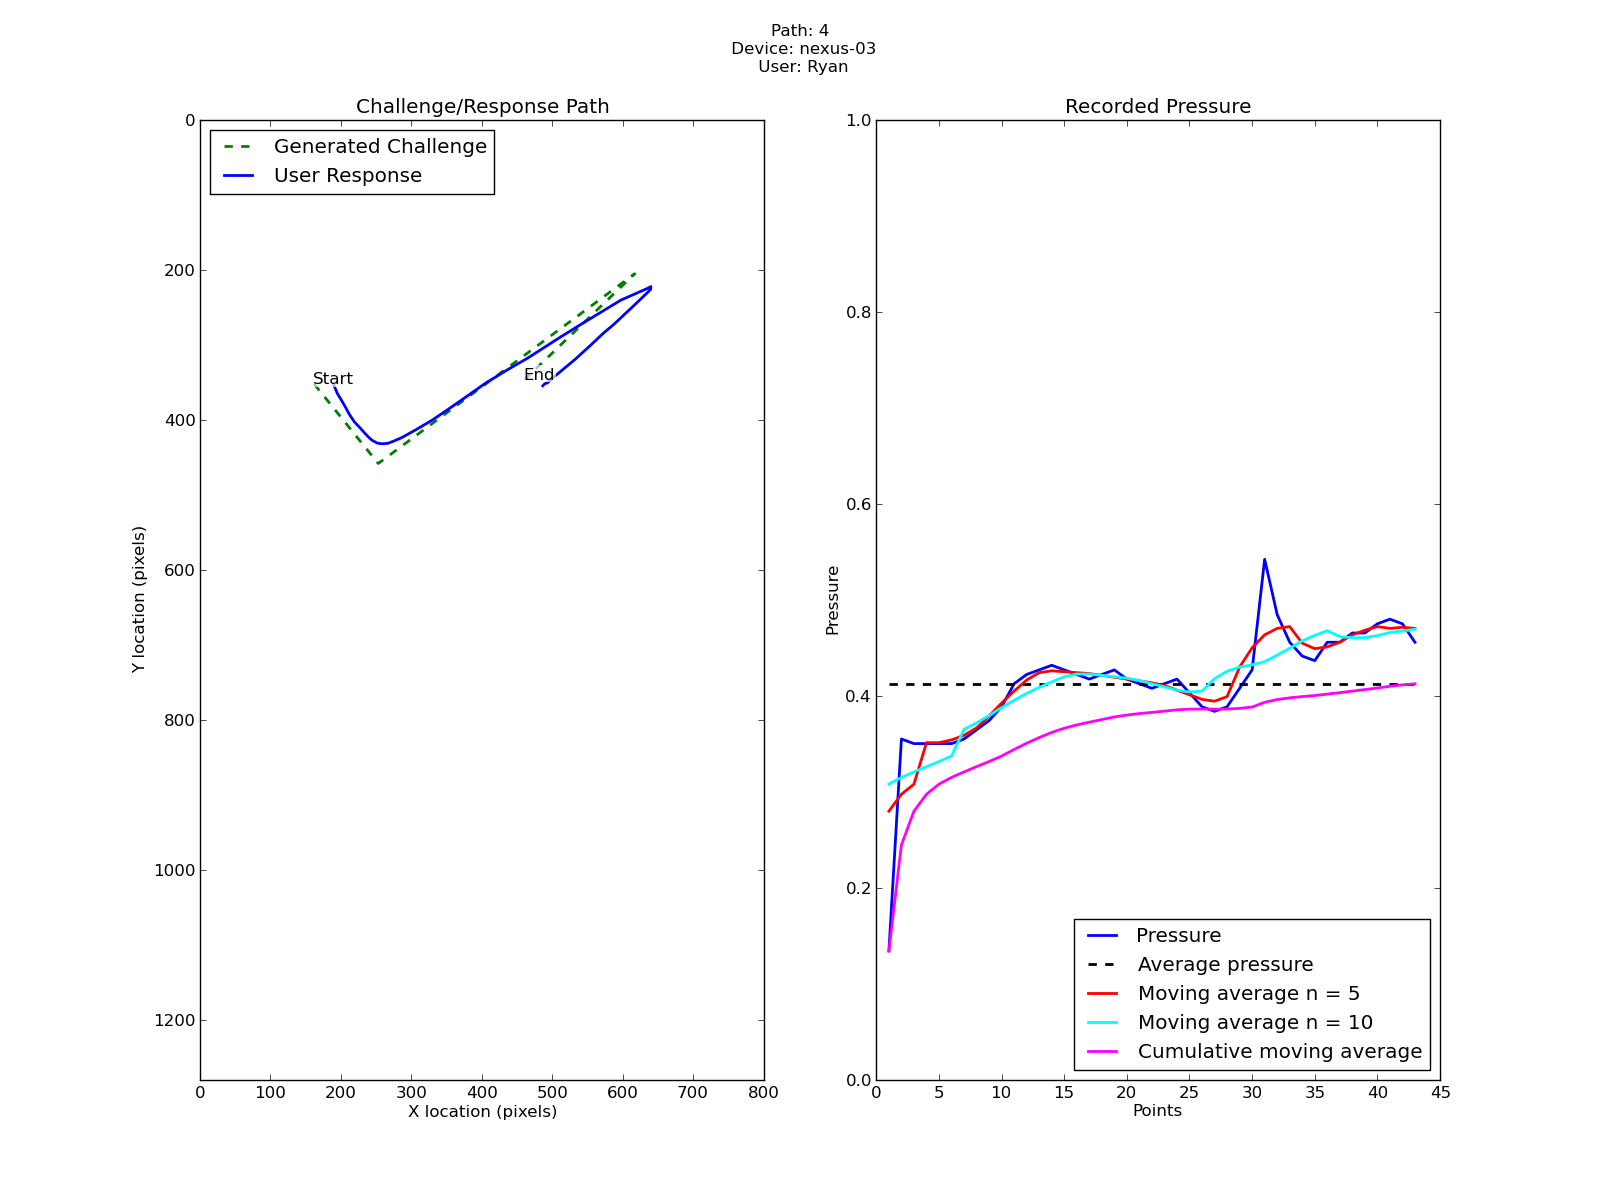 Path: 4
Device: nexus-03
User: Ryan
Challenge/Response Path
Generated Challenge
User Response
Start
End
0
200
400
600
800
1000
1200
Y location (pixels)
0 100 200 300 400 500 600 700 800
X location (pixels)
Recorded Pressure
1.0
0.8
0.6
0.4
0.2
0.0
Pressure
Pressure
Average pressure
Moving average n = 5
Moving average n = 10
Cumulative moving average
0 5 10 15 20 25 30 35 40 45
Points